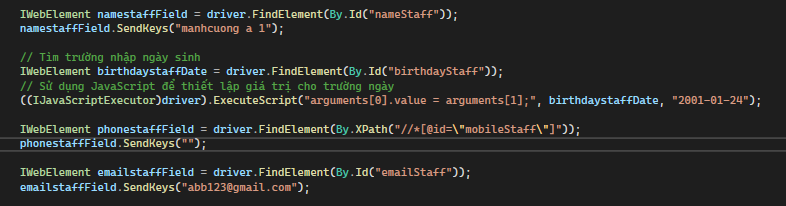 IWebElement namestaffField = driver.FindElement(By.Id("nameStaff"));
namestaffField.SendKeys("manhcuong a 1");
// Tìm trường nhập ngày sinh
IWebElement birthdaystaffDate = driver.FindElement(By.Id("birthdayStaff"));
// Sử dụng JavaScript để thiết lập giá trị cho trường ngày
((IJavaScriptExecutor)driver).ExecuteScript("arguments[0].value = arguments[1];", birthdaystaffDate, "2001-01-24");
IWebElement phonestaffField = driver.FindElement(By.XPath("//*[@id=\"mobileStaff\"]"));
phonestaffField.SendKeys("");
IWebElement emailstaffField = driver.FindElement(By.Id("emailStaff"));
emailstaffField.SendKeys("abb123@gmail.com");